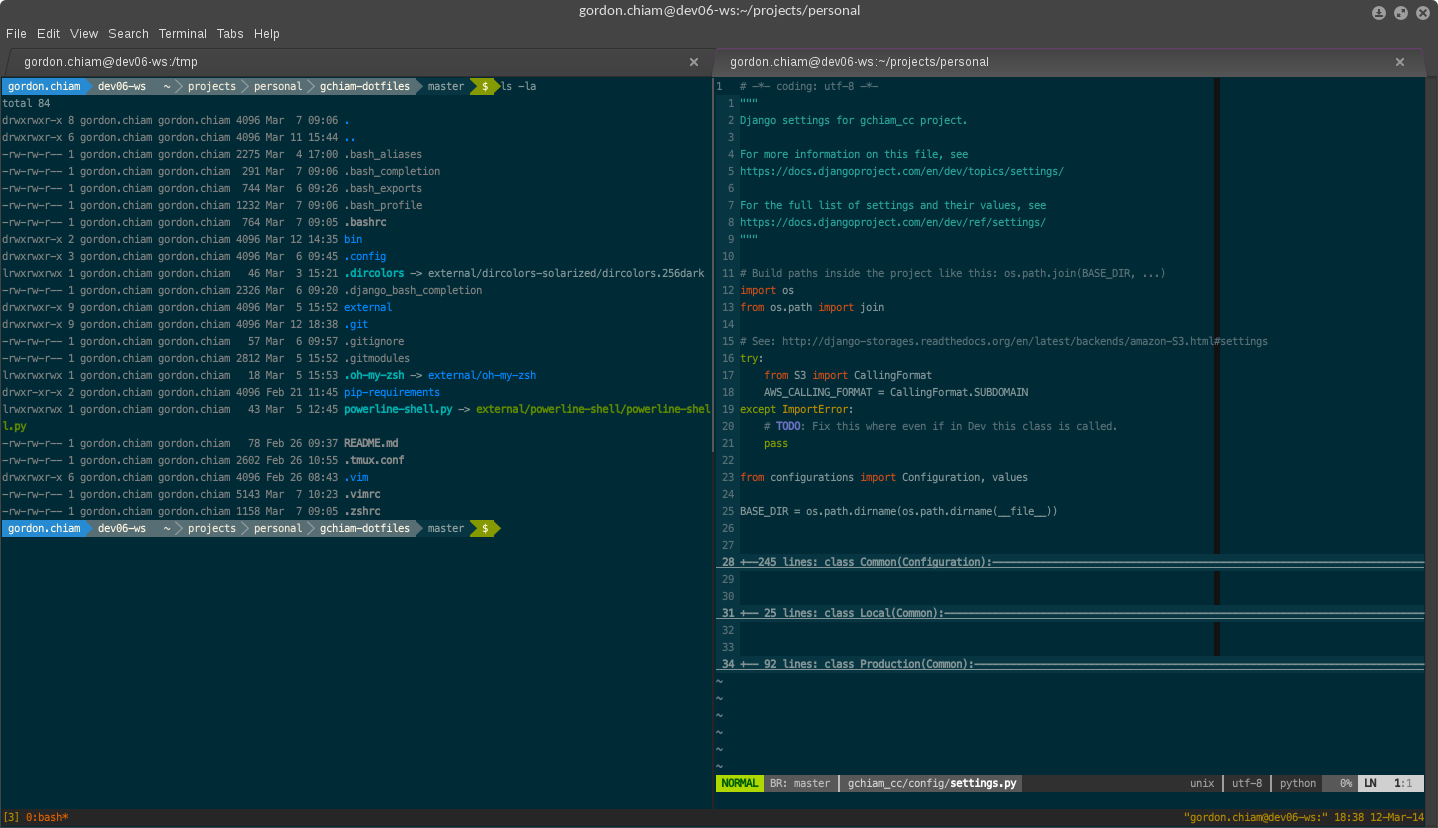 gordon.chiam@dev06-ws:~/projects/personal
File Edit View Search Terminal Tabs Help
gordon.chiam@dev06-ws:/tmp
gordon.chiam dev06-ws ~ projects personal gchiam-dotfiles master $ ls -la
total 84
drwxrwxr-x 8 gordon.chiam gordon.chiam 4096 Mar  7 09:06 .
drwxrwxr-x 6 gordon.chiam gordon.chiam 4096 Mar 11 15:44 ..
-rw-rw-r-- 1 gordon.chiam gordon.chiam 2275 Mar  4 17:00 .bash_aliases
-rw-rw-r-- 1 gordon.chiam gordon.chiam  291 Mar  7 09:06 .bash_completion
-rw-rw-r-- 1 gordon.chiam gordon.chiam  744 Mar  6 09:26 .bash_exports
-rw-rw-r-- 1 gordon.chiam gordon.chiam 1232 Mar  7 09:06 .bash_profile
-rw-rw-r-- 1 gordon.chiam gordon.chiam  764 Mar  7 09:05 .bashrc
drwxrwxr-x 2 gordon.chiam gordon.chiam 4096 Mar 12 14:35 bin
drwxrwxr-x 3 gordon.chiam gordon.chiam 4096 Mar  6 09:45 .config
lrwxrwxrwx 1 gordon.chiam gordon.chiam   46 Mar  3 15:21 .dircolors -> external/dircolors-solarized/dircolors.256dark
-rw-rw-r-- 1 gordon.chiam gordon.chiam 2326 Mar  6 09:20 .django_bash_completion
drwxrwxr-x 9 gordon.chiam gordon.chiam 4096 Mar  5 15:52 external
drwxrwxr-x 9 gordon.chiam gordon.chiam 4096 Mar 12 18:38 .git
-rw-rw-r-- 1 gordon.chiam gordon.chiam   57 Mar  6 09:57 .gitignore
-rw-rw-r-- 1 gordon.chiam gordon.chiam 2812 Mar  5 15:52 .gitmodules
lrwxrwxrwx 1 gordon.chiam gordon.chiam   18 Mar  5 15:53 .oh-my-zsh -> external/oh-my-zsh
drwxr-xr-x 2 gordon.chiam gordon.chiam 4096 Feb 21 11:45 pip-requirements
lrwxrwxrwx 1 gordon.chiam gordon.chiam   43 Mar  5 12:45 powerline-shell.py -> external/powerline-shell/powerline-shel
l.py
-rw-rw-r-- 1 gordon.chiam gordon.chiam   78 Feb 26 09:37 README.md
-rw-rw-r-- 1 gordon.chiam gordon.chiam 2602 Feb 26 10:55 .tmux.conf
drwxrwxr-x 6 gordon.chiam gordon.chiam 4096 Feb 26 08:43 .vim
-rw-rw-r-- 1 gordon.chiam gordon.chiam 5143 Mar  7 10:23 .vimrc
-rw-rw-r-- 1 gordon.chiam gordon.chiam 1158 Mar  7 09:05 .zshrc
gordon.chiam dev06-ws ~ projects personal gchiam-dotfiles master $
gordon.chiam@dev06-ws:~/projects/personal
1 # -*- coding: utf-8 -*-
1 """
2 Django settings for gchiam_cc project.
3
4 For more information on this file, see
5 https://docs.djangoproject.com/en/dev/topics/settings/
6
7 For the full list of settings and their values, see
8 https://docs.djangoproject.com/en/dev/ref/settings/
9 """
10
11 # Build paths inside the project like this: os.path.join(BASE_DIR, ...)
12 import os
13 from os.path import join
14
15 # See: http://django-storages.readthedocs.org/en/latest/backends/amazon-S3.html#settings
16 try:
17     from S3 import CallingFormat
18     AWS_CALLING_FORMAT = CallingFormat.SUBDOMAIN
19 except ImportError:
20     # TODO: Fix this where even if in Dev this class is called.
21     pass
22
23 from configurations import Configuration, values
24
25 BASE_DIR = os.path.dirname(os.path.dirname(__file__))
26
27
28 +--245 lines: class Common(Configuration):
29
30
31 +-- 25 lines: class Local(Common):
32
33
34 +-- 92 lines: class Production(Common):
~
~
~
~
~
~
NORMAL BR: master gchiam_cc/config/settings.py unix utf-8 python 0% LN 1:1
[3] 0:bash* "gordon.chiam@dev06-ws:" 18:38 12-Mar-14